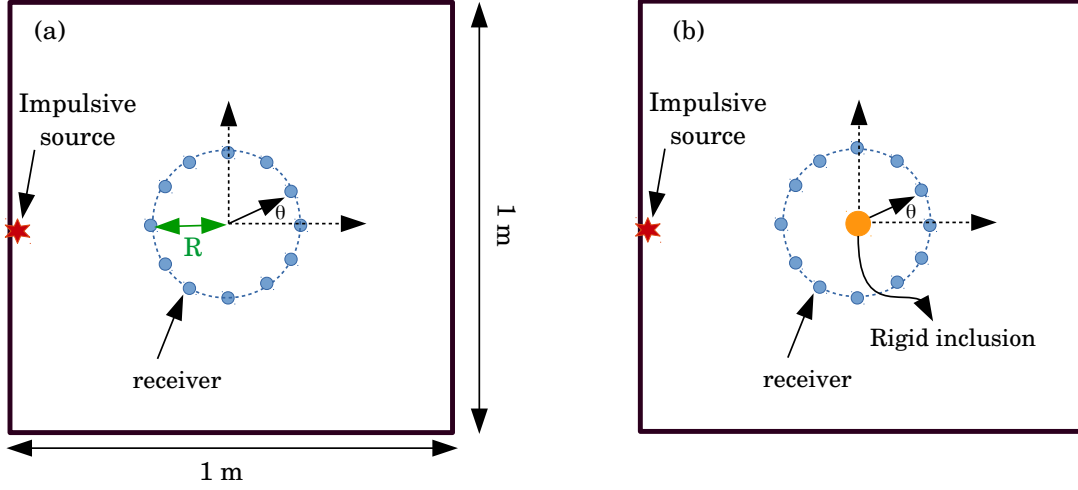 (a)
Impulsive
source
θ
R
receiver
1 m
1 m
(b)
Impulsive
source
θ
Rigid inclusion
receiver